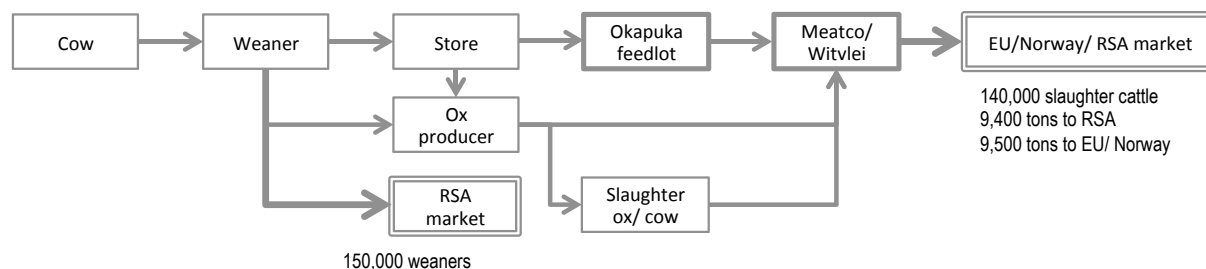 Cow
Weaner
Store
Okapuka
feedlot
Meatco/
Witvlei
EU/Norway/ RSA market
140,000 slaughter cattle
9,400 tons to RSA
9,500 tons to EU/ Norway
Ox
producer
RSA
market
Slaughter
ox/ cow
150,000 weaners